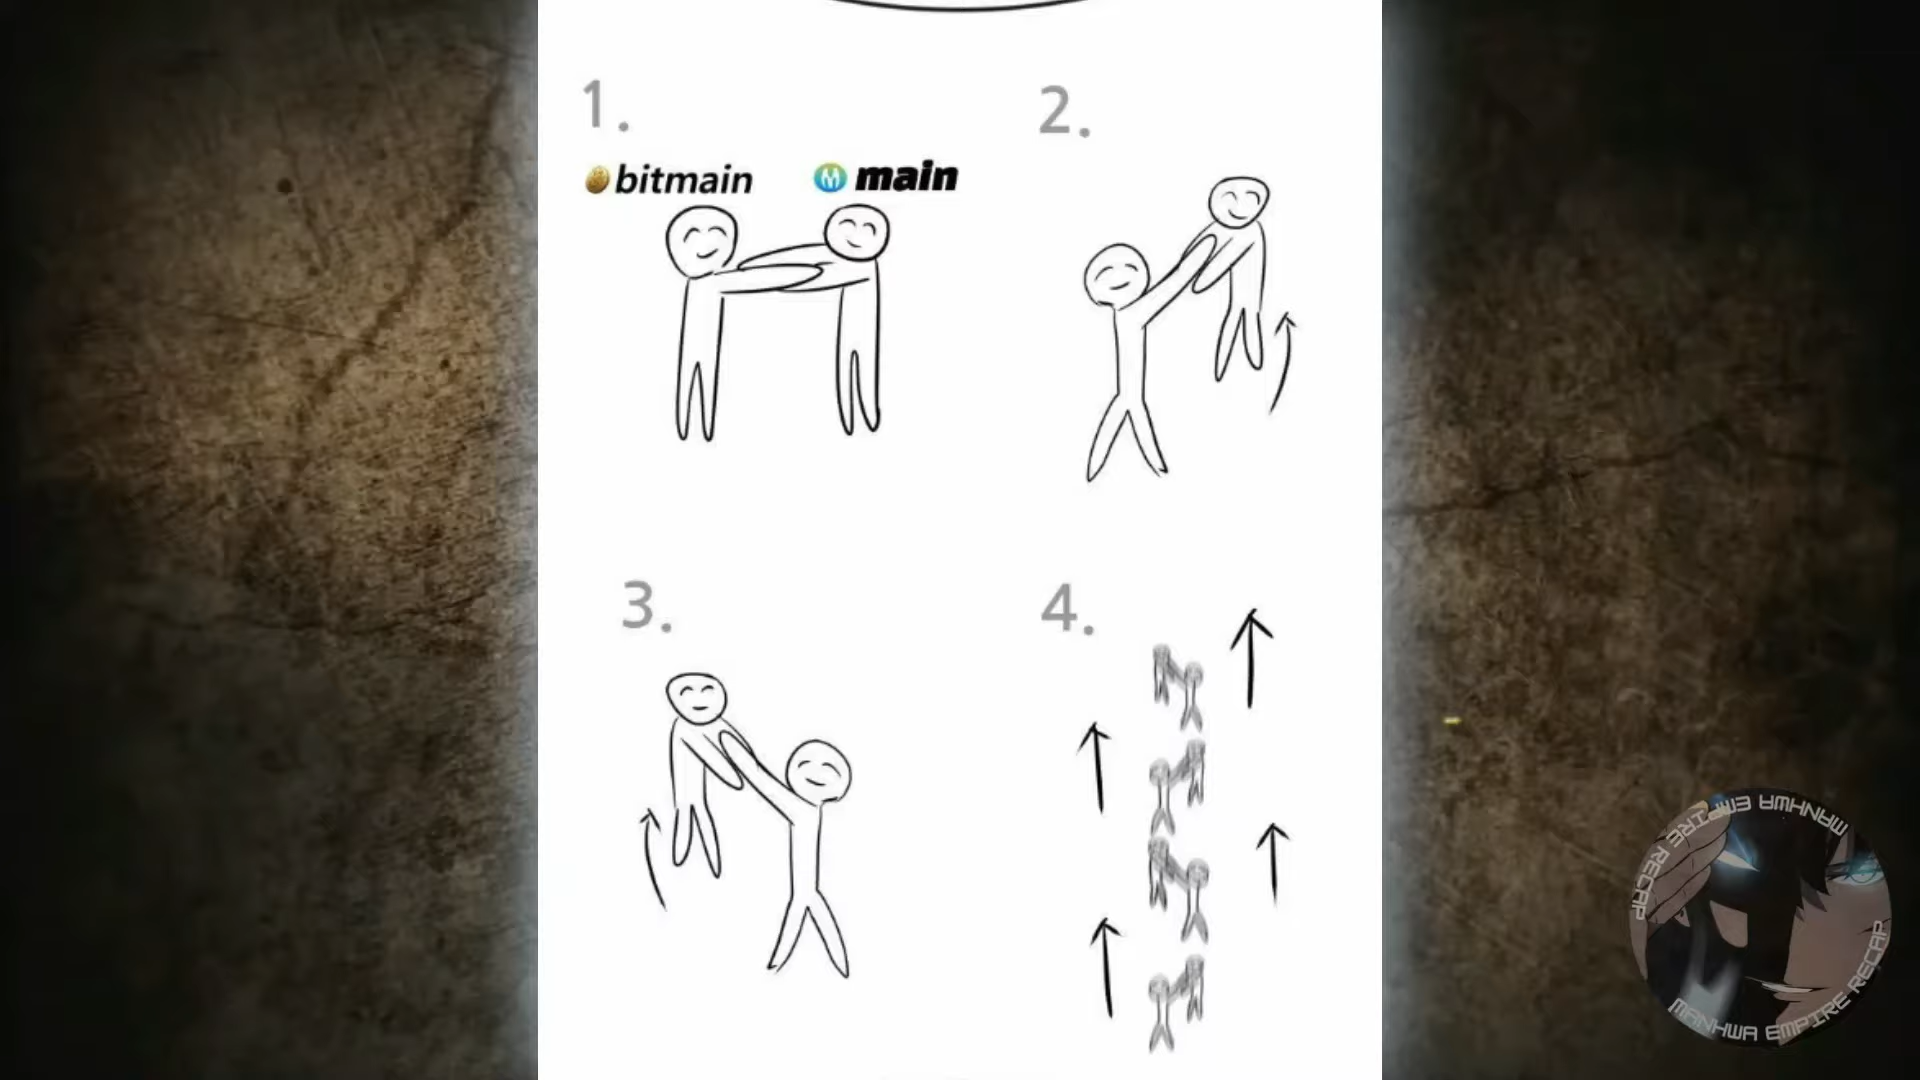 1.
2.
bitmain
main
3.
4.
MANHWA EMPIRE RECAP
MANHWA EMPIRE RECAP